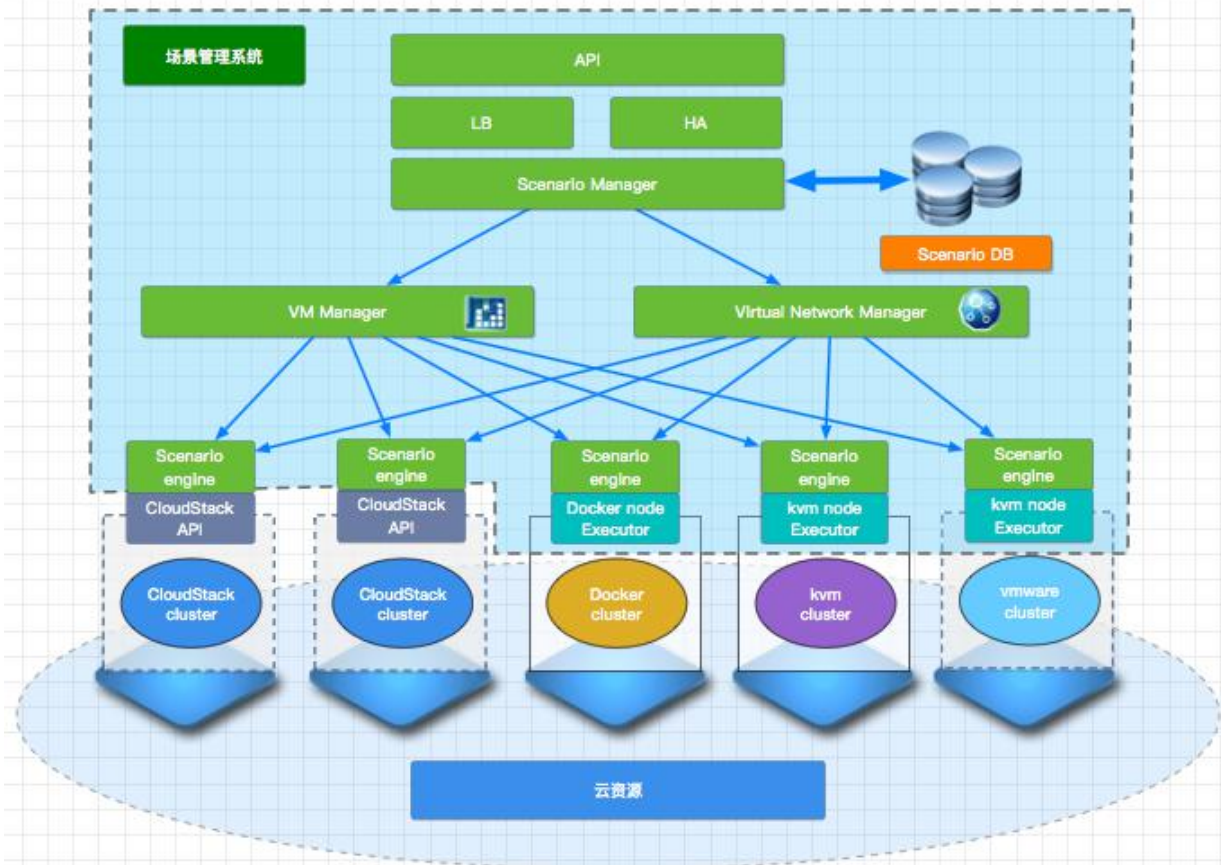 场景管理系统
API
LB
HA
Scenario Manager
Scenario DB
VM Manager
Virtual Network Manager
Scenario
engine
Scenario
engine
Scenario
engine
Scenario
engine
Scenario
engine
CloudStack
API
CloudStack
API
Docker node
Executor
kvm node
Executor
kvm node
Executor
CloudStack
cluster
CloudStack
cluster
Docker
cluster
kvm
cluster
vmware
cluster
云资源